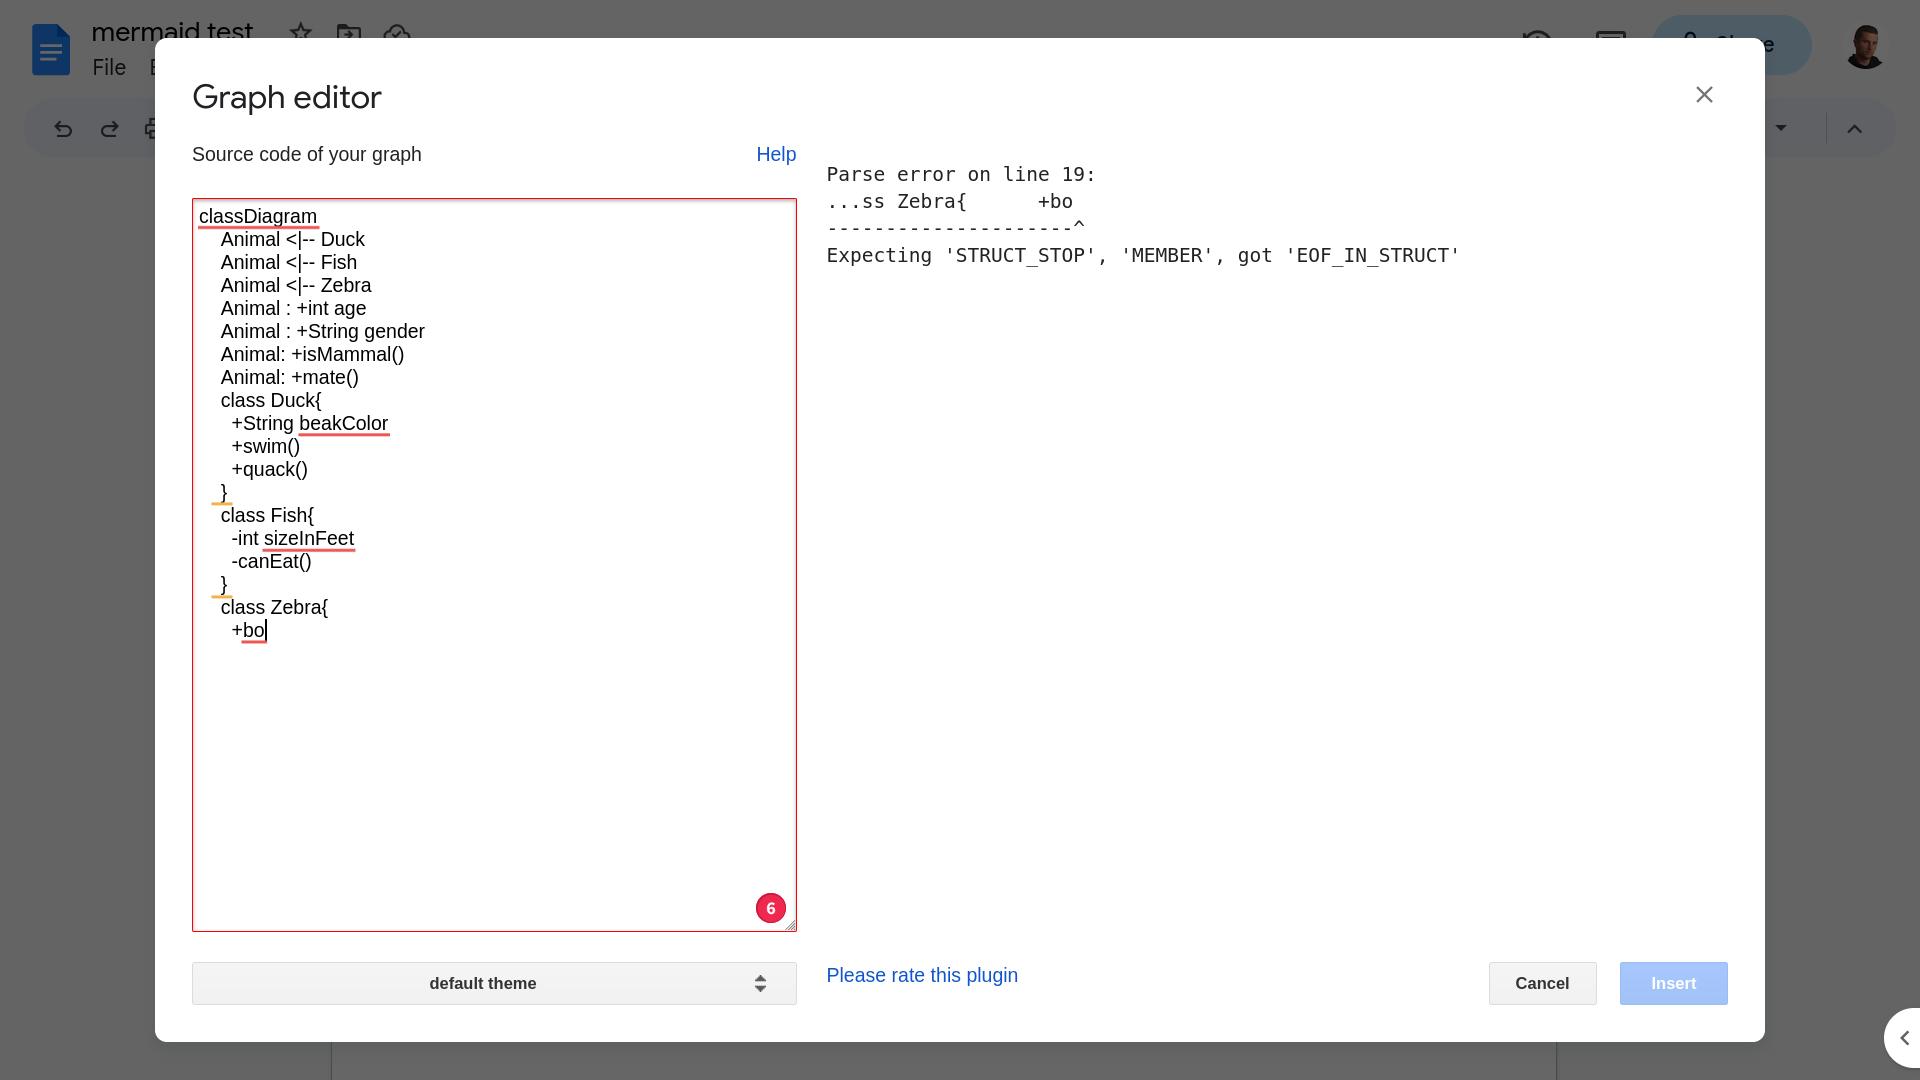 mermaid test
File
Graph editor
Source code of your graph
Help
classDiagram
Animal <|-- Duck
Animal <|-- Fish
Animal <|-- Zebra
Animal : +int age
Animal : +String gender
Animal: +isMammal()
Animal: +mate()
class Duck{
+String beakColor
+swim()
+quack()
}
class Fish{
-int sizeInFeet
-canEat()
}
class Zebra{
+bo
6
Parse error on line 19:
...ss Zebra{      +bo
---------------------^
Expecting 'STRUCT_STOP', 'MEMBER', got 'EOF_IN_STRUCT'
default theme
Please rate this plugin
Cancel
Insert